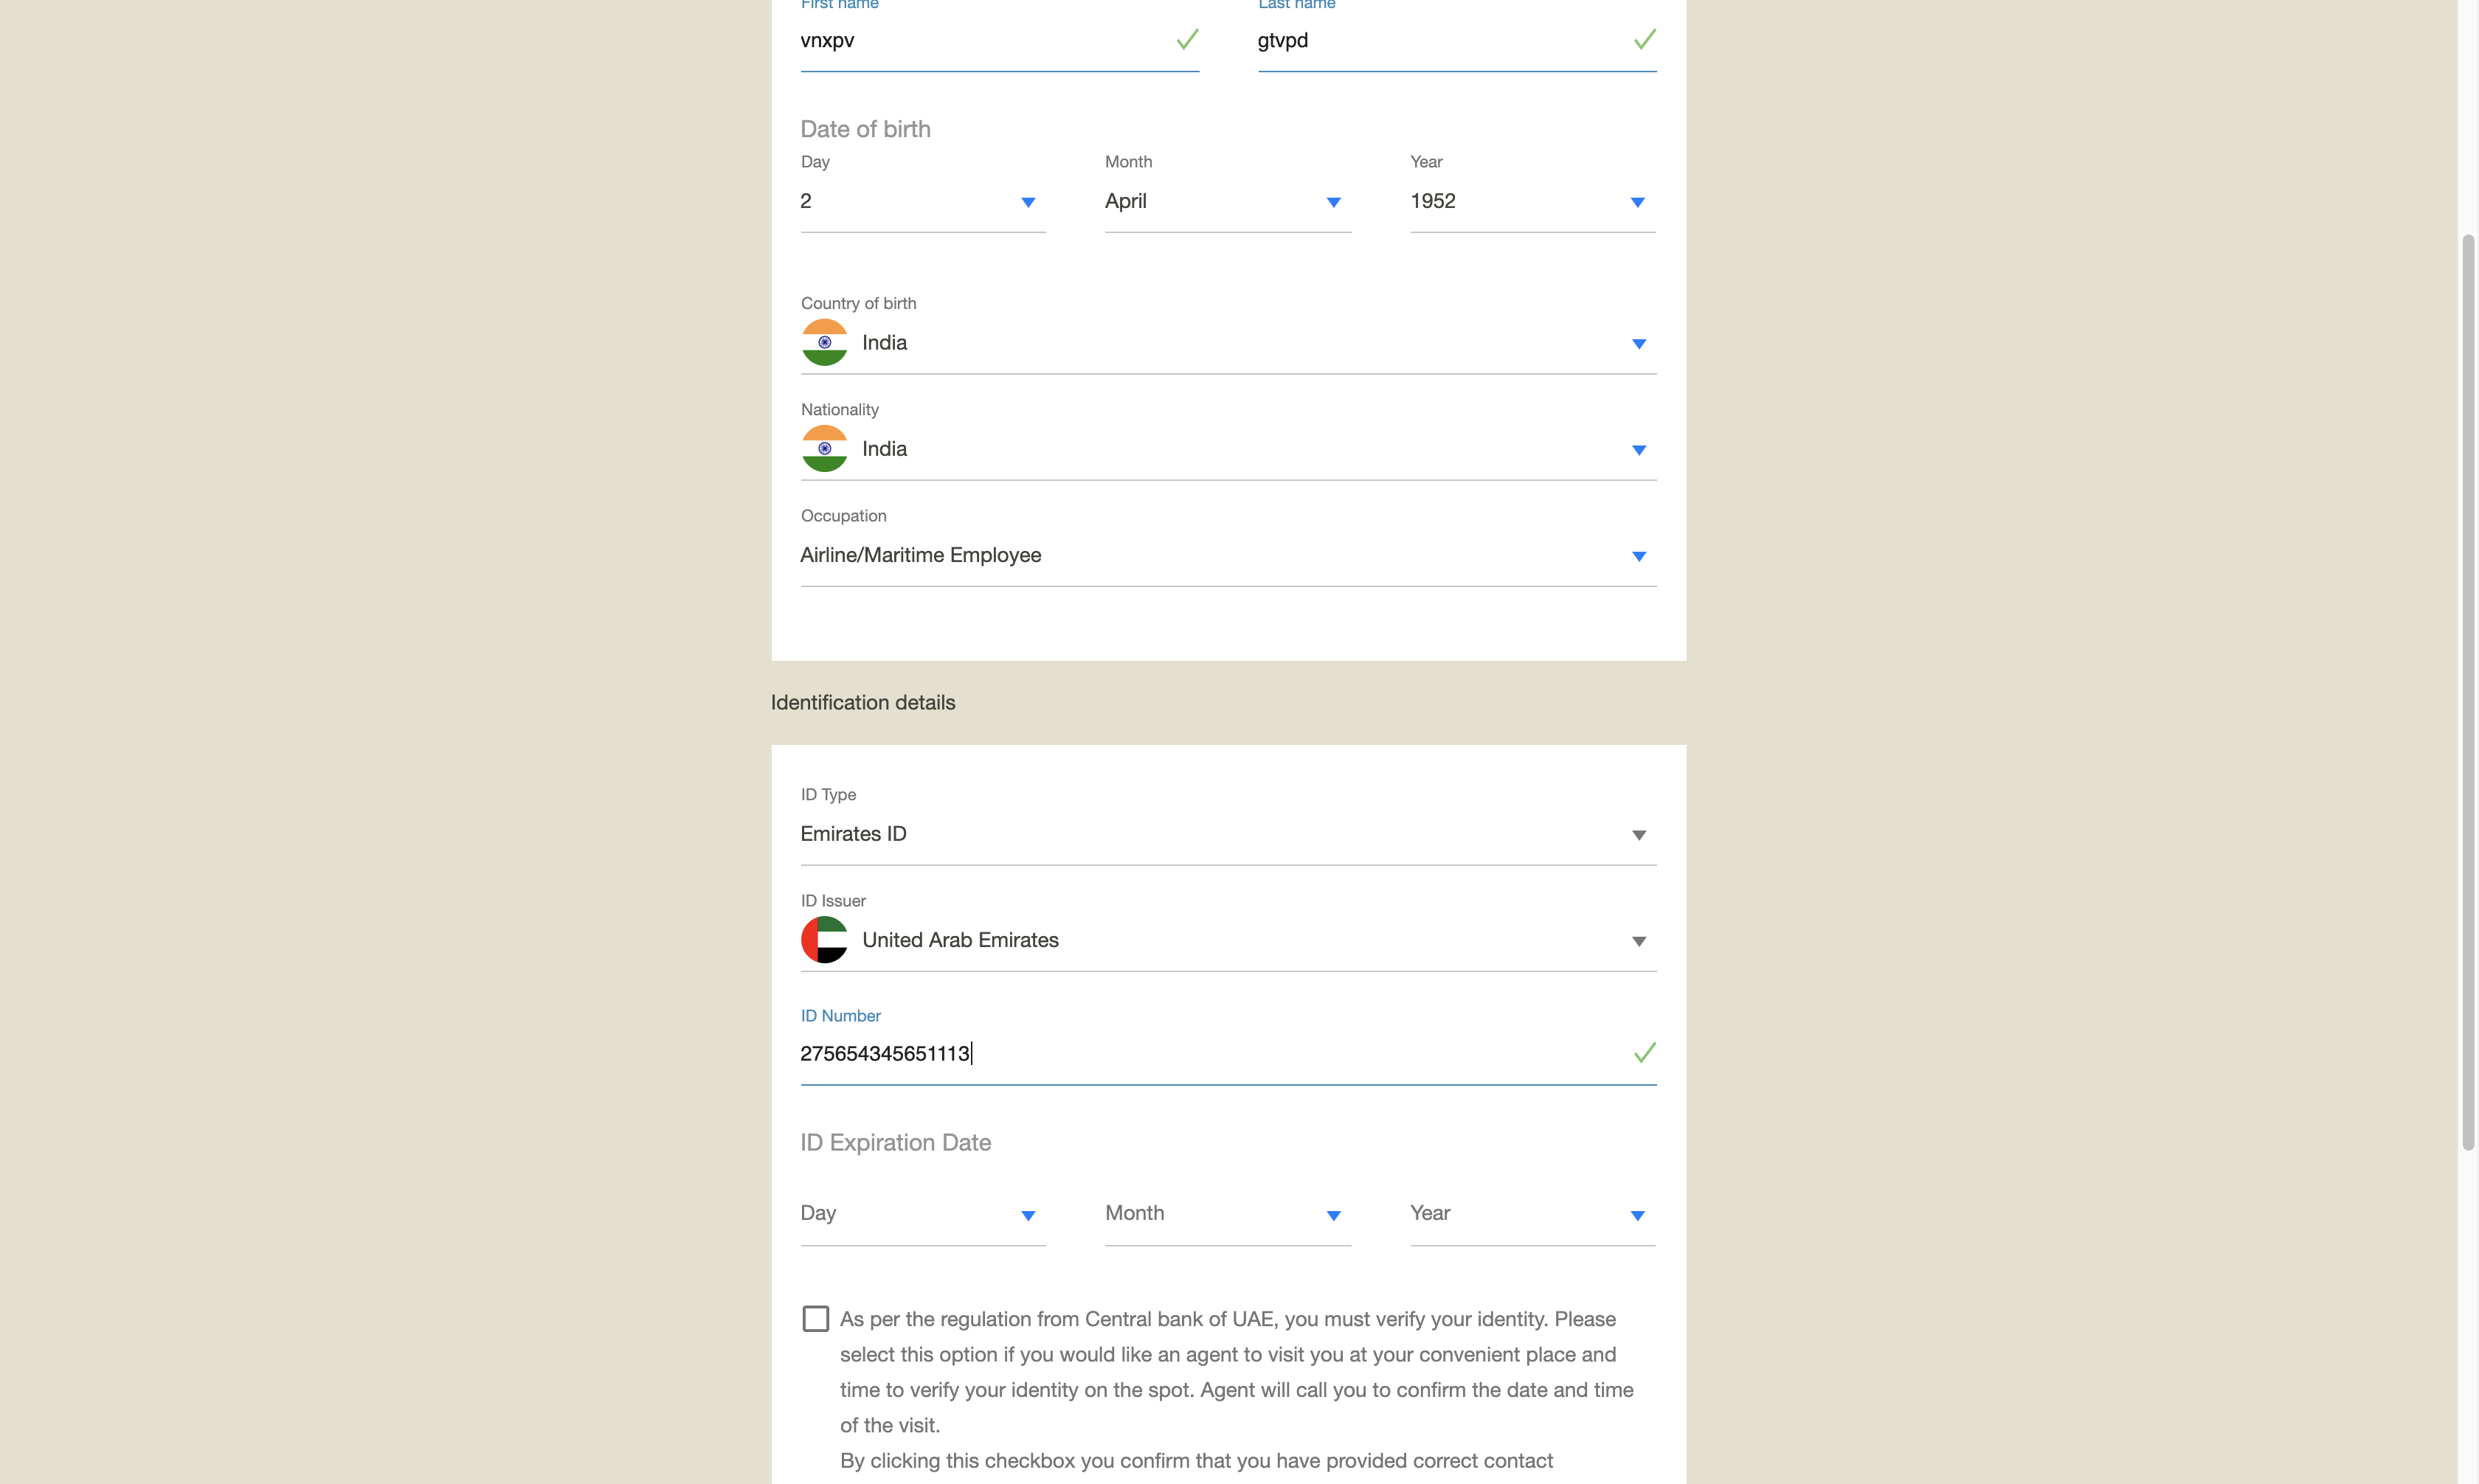 First name Last name
vnxpv gtvpd
Date of birth
Day Month Year
2 April 1952
Country of birth
India
Nationality
India
Occupation
Airline/Maritime Employee
Identification details
ID Type
Emirates ID
ID Issuer
United Arab Emirates
ID Number
275654345651113
ID Expiration Date
Day Month Year
As per the regulation from Central bank of UAE, you must verify your identity. Please
select this option if you would like an agent to visit you at your convenient place and
time to verify your identity on the spot. Agent will call you to confirm the date and time
of the visit.
By clicking this checkbox you confirm that you have provided correct contact